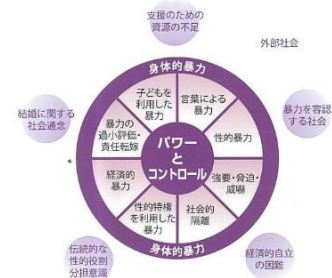 支援のための
資源の不足
外部社会
結婚に関する
社会通念
暴力を容認
する社会
身体的暴力
子どもを
利用した
暴力
言葉による
暴力
暴力の
過小評価・
責任転嫁
性的暴力
パワー
と
コントロール
経済的
暴力
強要・脅迫・
威嚇
性的特権
を利用した
暴力
社会的
隔離
身体的暴力
伝統的な
性的役割
分担意識
経済的自立
の困難